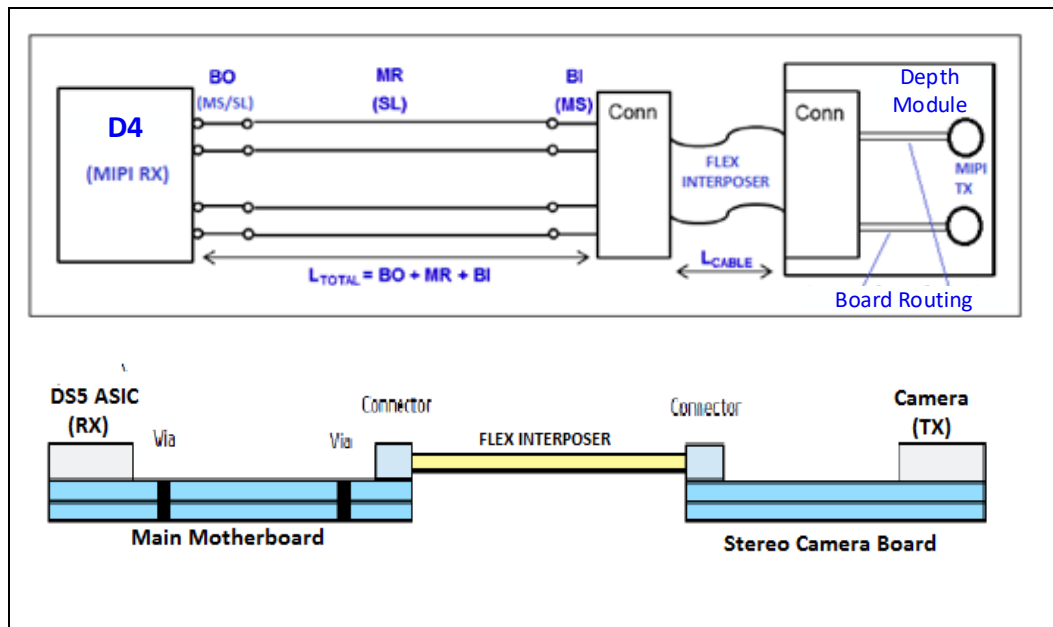 BO
MR
BI
(MS/SL)
(SL)
(MS)
D4
(MIPI RX)
Conn
Conn
Depth
Module
FLEX
INTERPOSER
MIPI
TX
L_TOTAL = BO + MR + BI
L_CABLE
Board Routing
DS5 ASIC
(RX)
Via
Via
Connector
FLEX INTERPOSER
Connector
Camera
(TX)
Main Motherboard
Stereo Camera Board